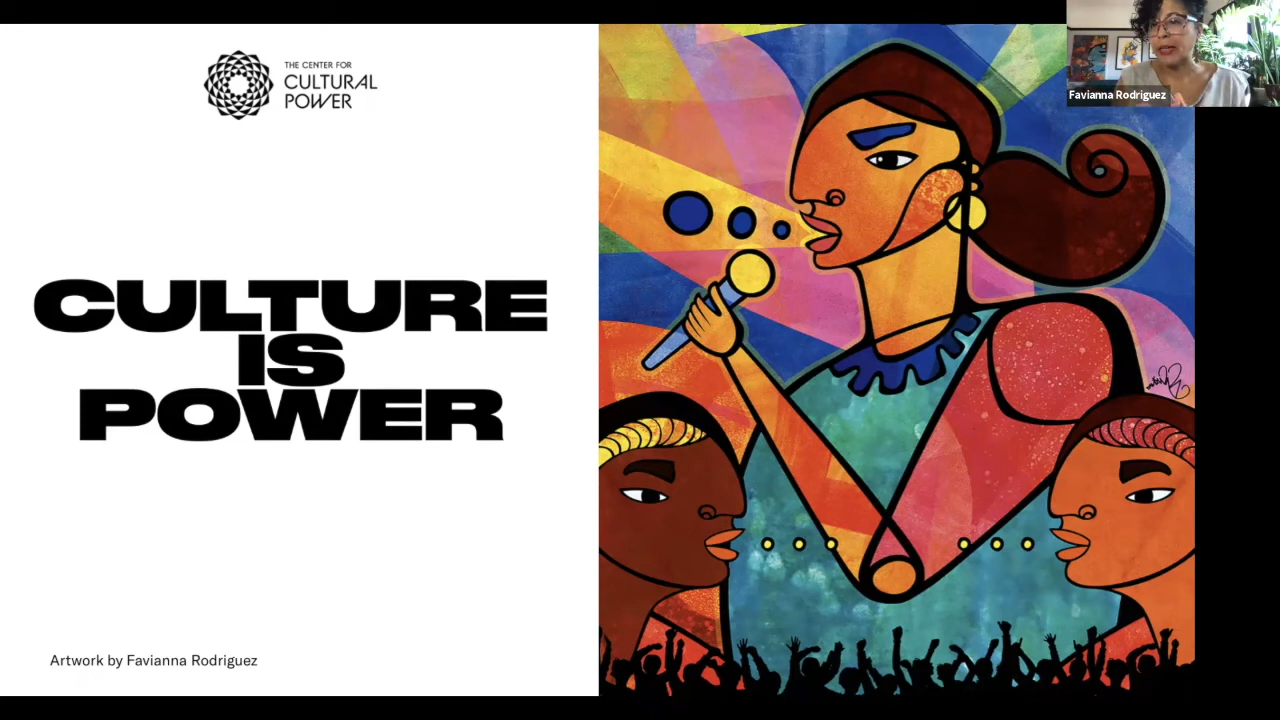 THE CENTER FOR
CULTURAL
POWER
CULTURE
IS
POWER
Artwork by Favianna Rodriguez
Favianna Rodriguez